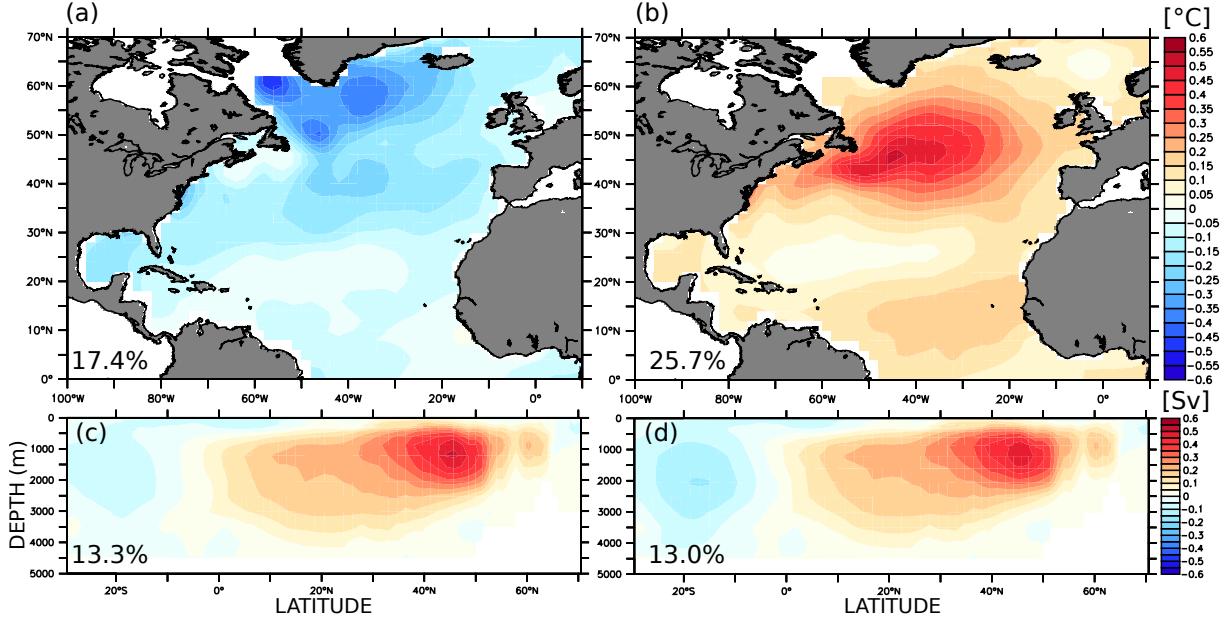 (a) (b) [°C]
70°N 70°N 0.6
60°N 60°N 0.55
50°N 50°N 0.5
40°N 40°N 0.45
30°N 30°N 0.4
20°N 20°N 0.35
10°N 10°N 0.3
0° 0° 0.25
0.2
0.15
0.1
0.05
0
−0.05
−0.1
−0.15
−0.2
−0.25
−0.3
−0.35
−0.4
−0.45
−0.5
−0.55
−0.6
17.4% 25.7%
100°W 80°W 60°W 40°W 20°W 0° 100°W 80°W 60°W 40°W 20°W 0°
[Sv]
(c) (d)
0 0 0.6
1000 1000 0.5
2000 2000 0.4
3000 3000 0.3
4000 4000 0.2
5000 5000 0.1
0
−0.1
−0.2
−0.3
−0.4
−0.5
−0.6
DEPTH (m)
13.3% 13.0%
20°S 0° 20°N 40°N 60°N 20°S 0° 20°N 40°N 60°N
LATITUDE LATITUDE